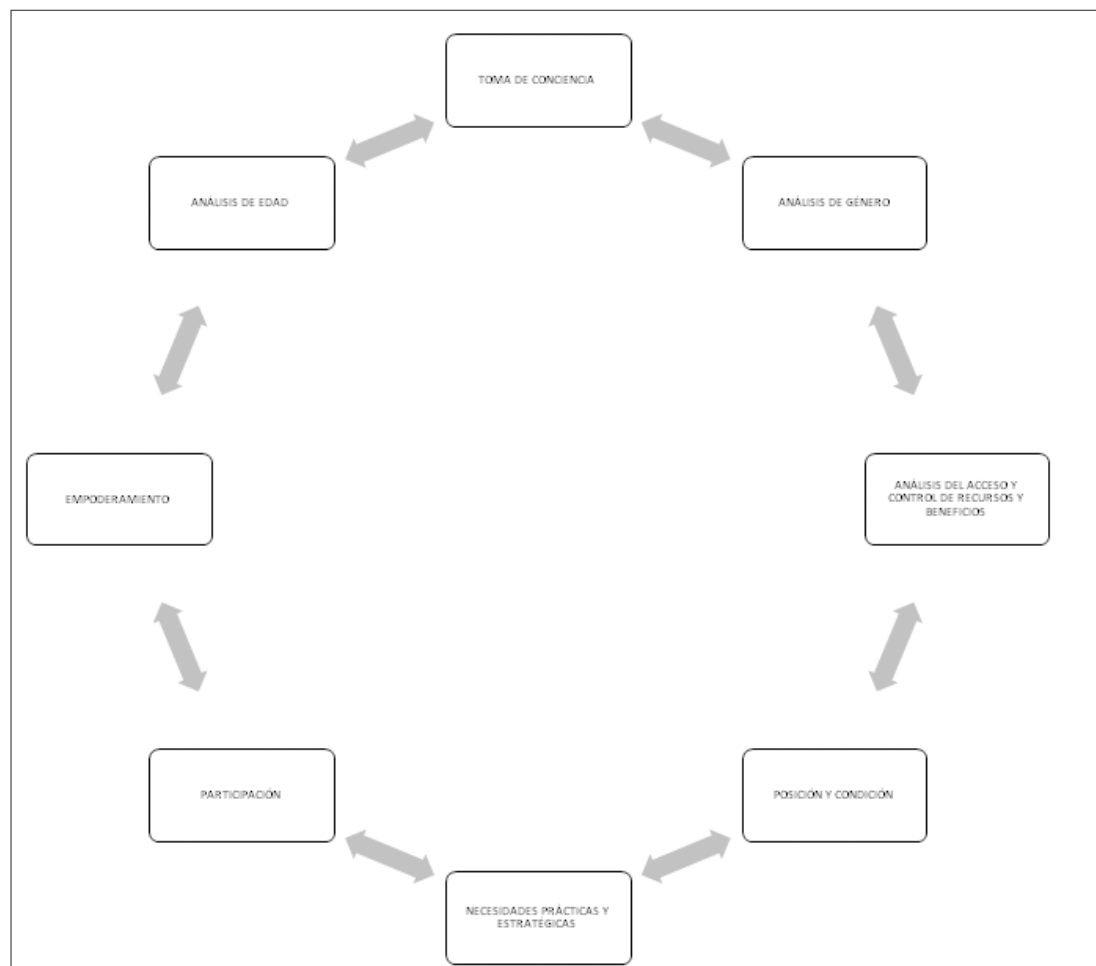 TOMA DE CONCIENCIA
ANÁLISIS DE EDAD
ANÁLISIS DE GÉNERO
EMPODERAMIENTO
ANÁLISIS DEL ACCESO Y
CONTROL DE RECURSOS Y
BENEFICIOS
PARTICIPACIÓN
POSICIÓN Y CONDICIÓN
NECESIDADES PRÁCTICAS Y
ESTRATÉGICAS